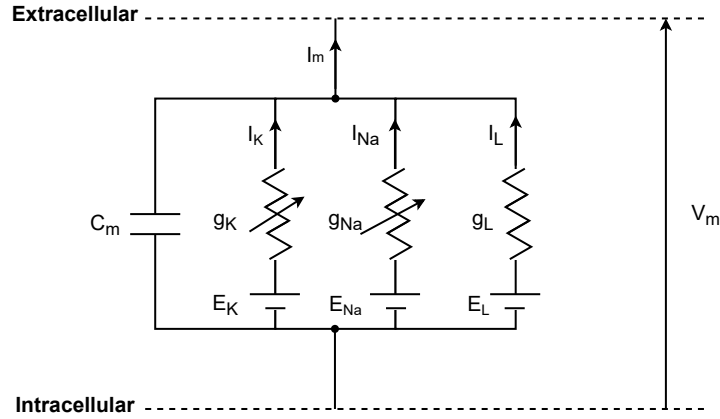 Extracellular
Im
IK
INa
IL
Cm
gK
gNa
gL
Vm
EK
ENa
EL
Intracellular